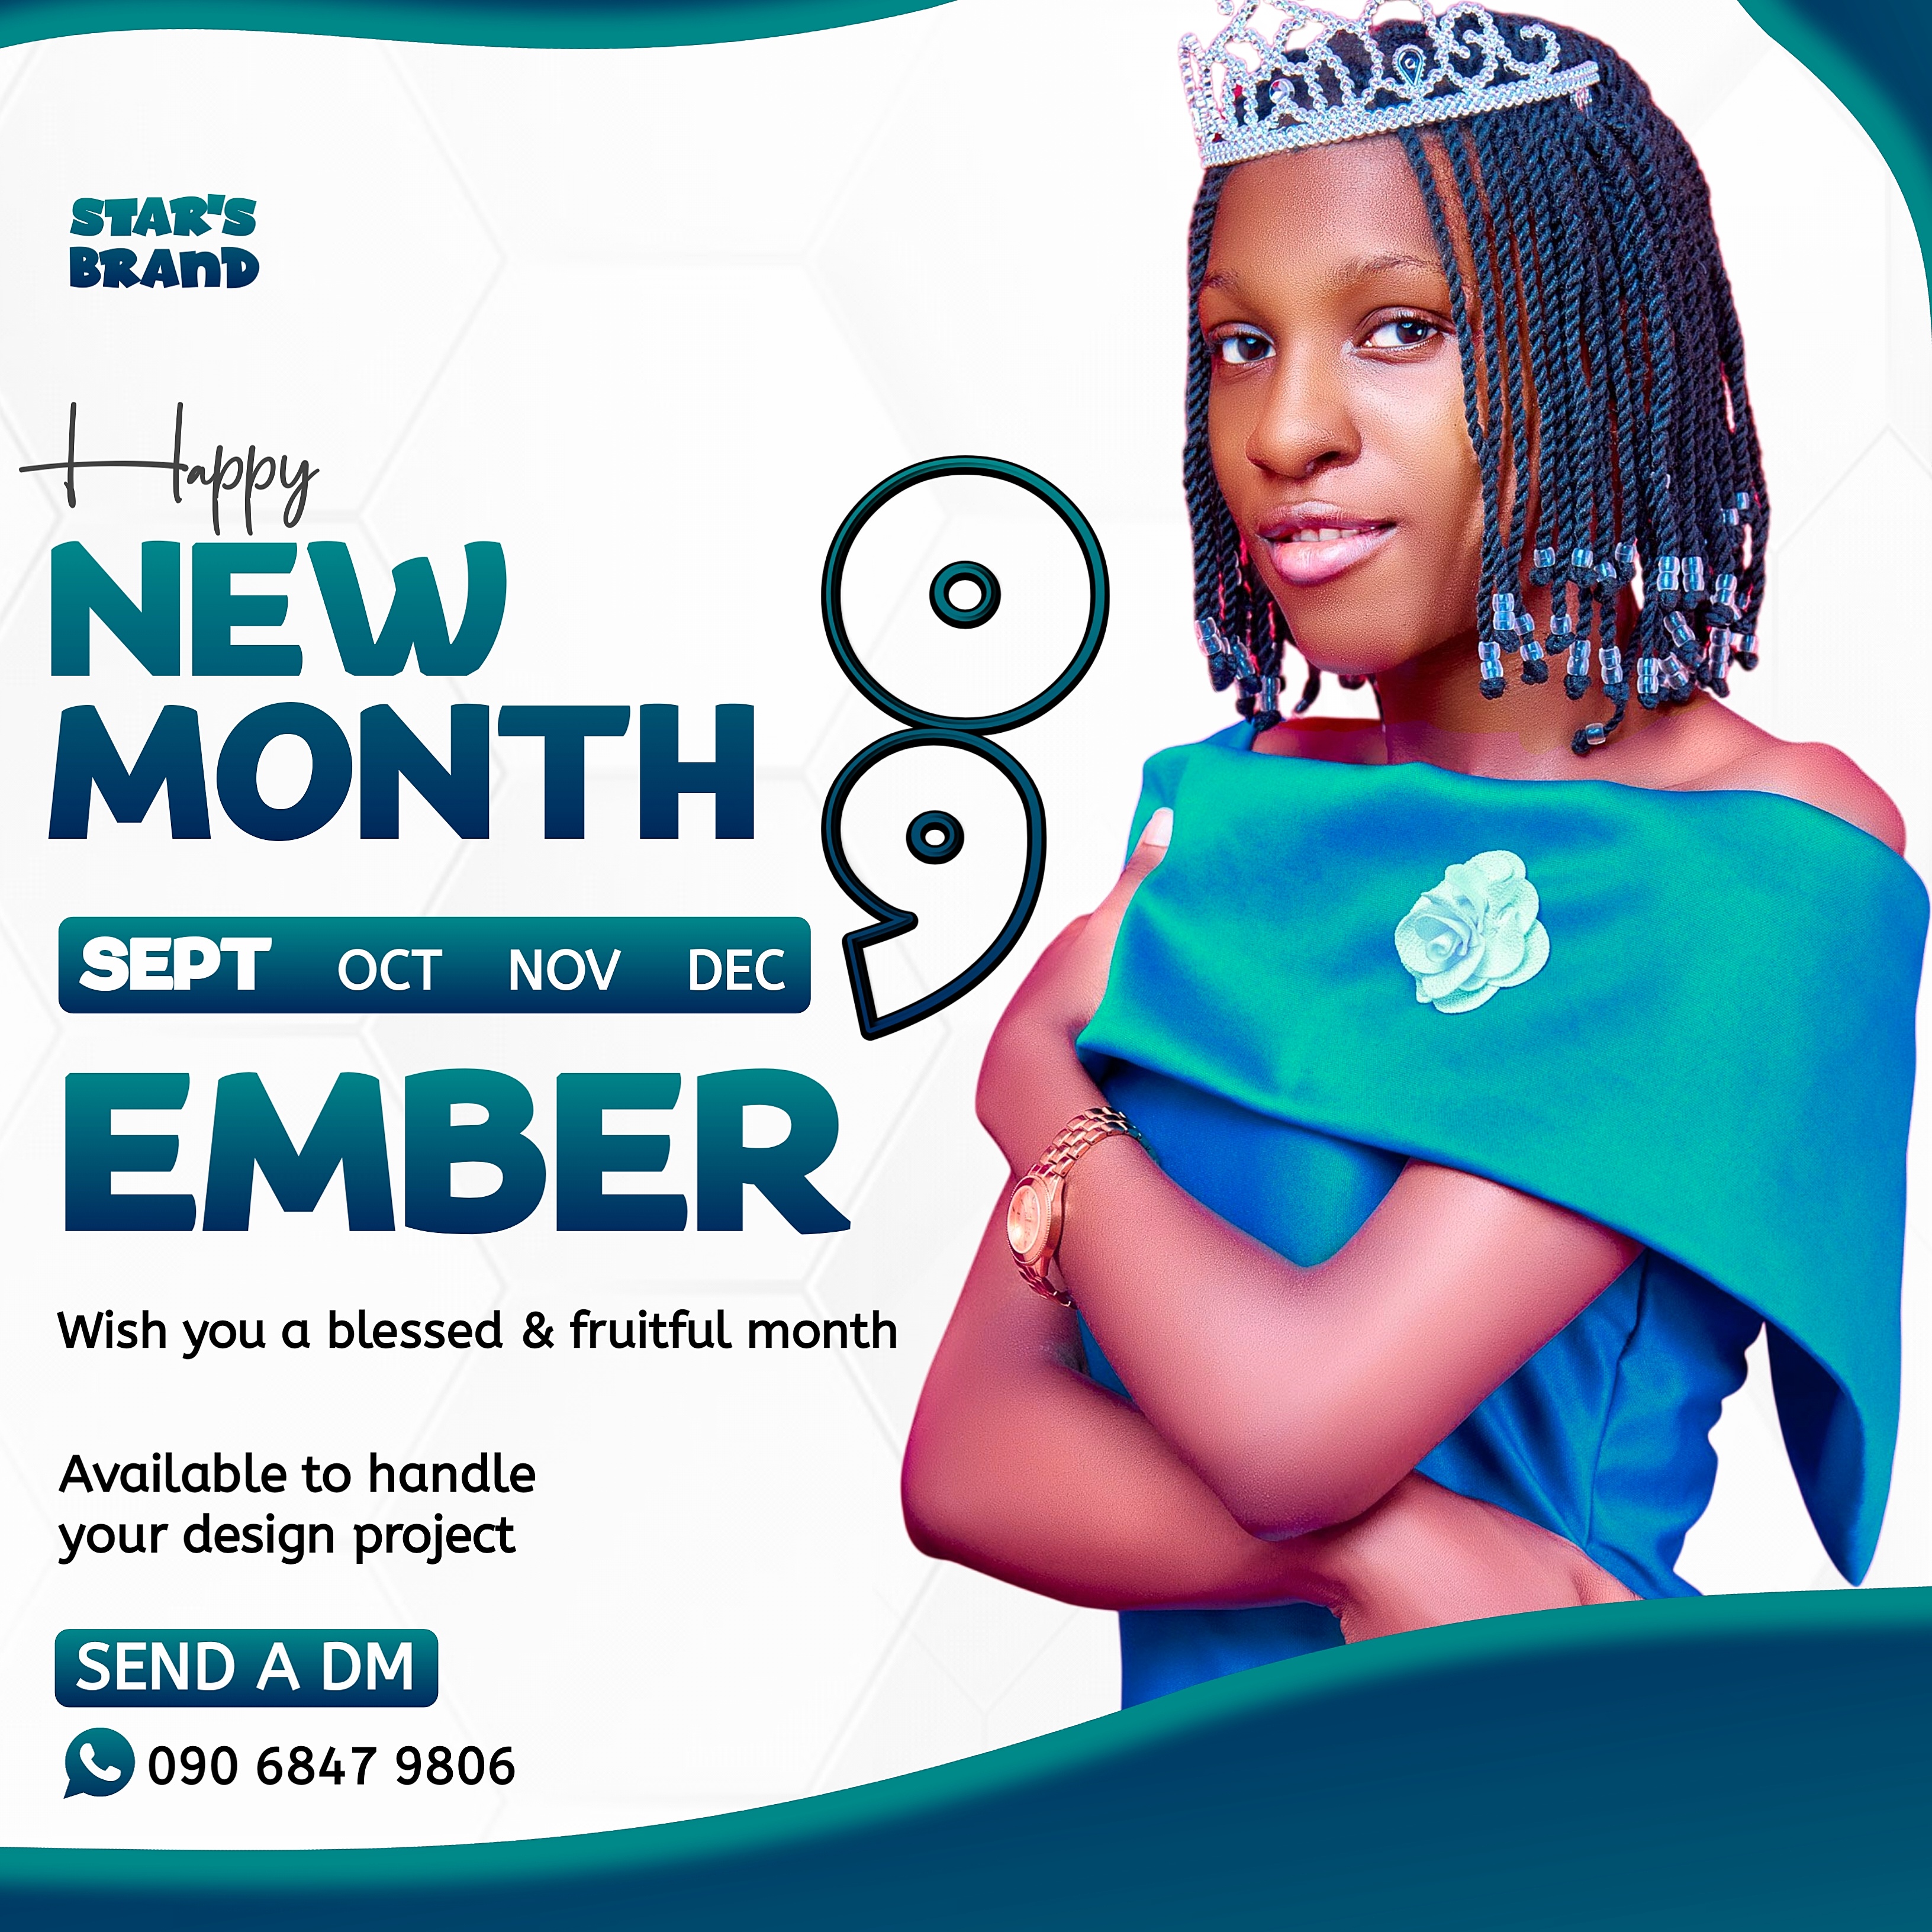 STAR'S
BRAND
Happy
NEW
MONTH
09
SEPT OCT NOV DEC
EMBER
Wish you a blessed & fruitful month
Available to handle
your design project
SEND A DM
090 6847 9806